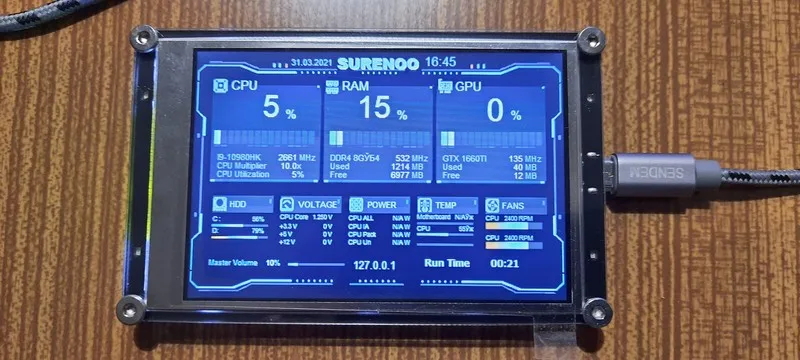 31.03.2021 SURENOO 16:45
CPU
5 %
I9-10980HK 2661 MHz
CPU Multiplier 10.0x
CPU Utilization 5%
RAM
15 %
DDR4 8GЎ64 532 MHz
Used 1214 MB
Free 6977 MB
GPU
0 %
GTX 1660TI 135 MHz
Used 40 MB
Free 12 MB
HDD
C: 56%
D: 79%
VOLTAGE
CPU Core 1.250 V
+3.3 V 0 V
+5 V 0 V
+12 V 0 V
POWER
CPU ALL N/A W
CPU IA N/A W
CPU Pack N/A W
CPU Un N/A W
TEMP
Motherboard
CPU
FANS
CPU 2400 RPM
CPU 2400 RPM
Master Volume 10% 127.0.0.1 Run Time 00:21
SENDEM